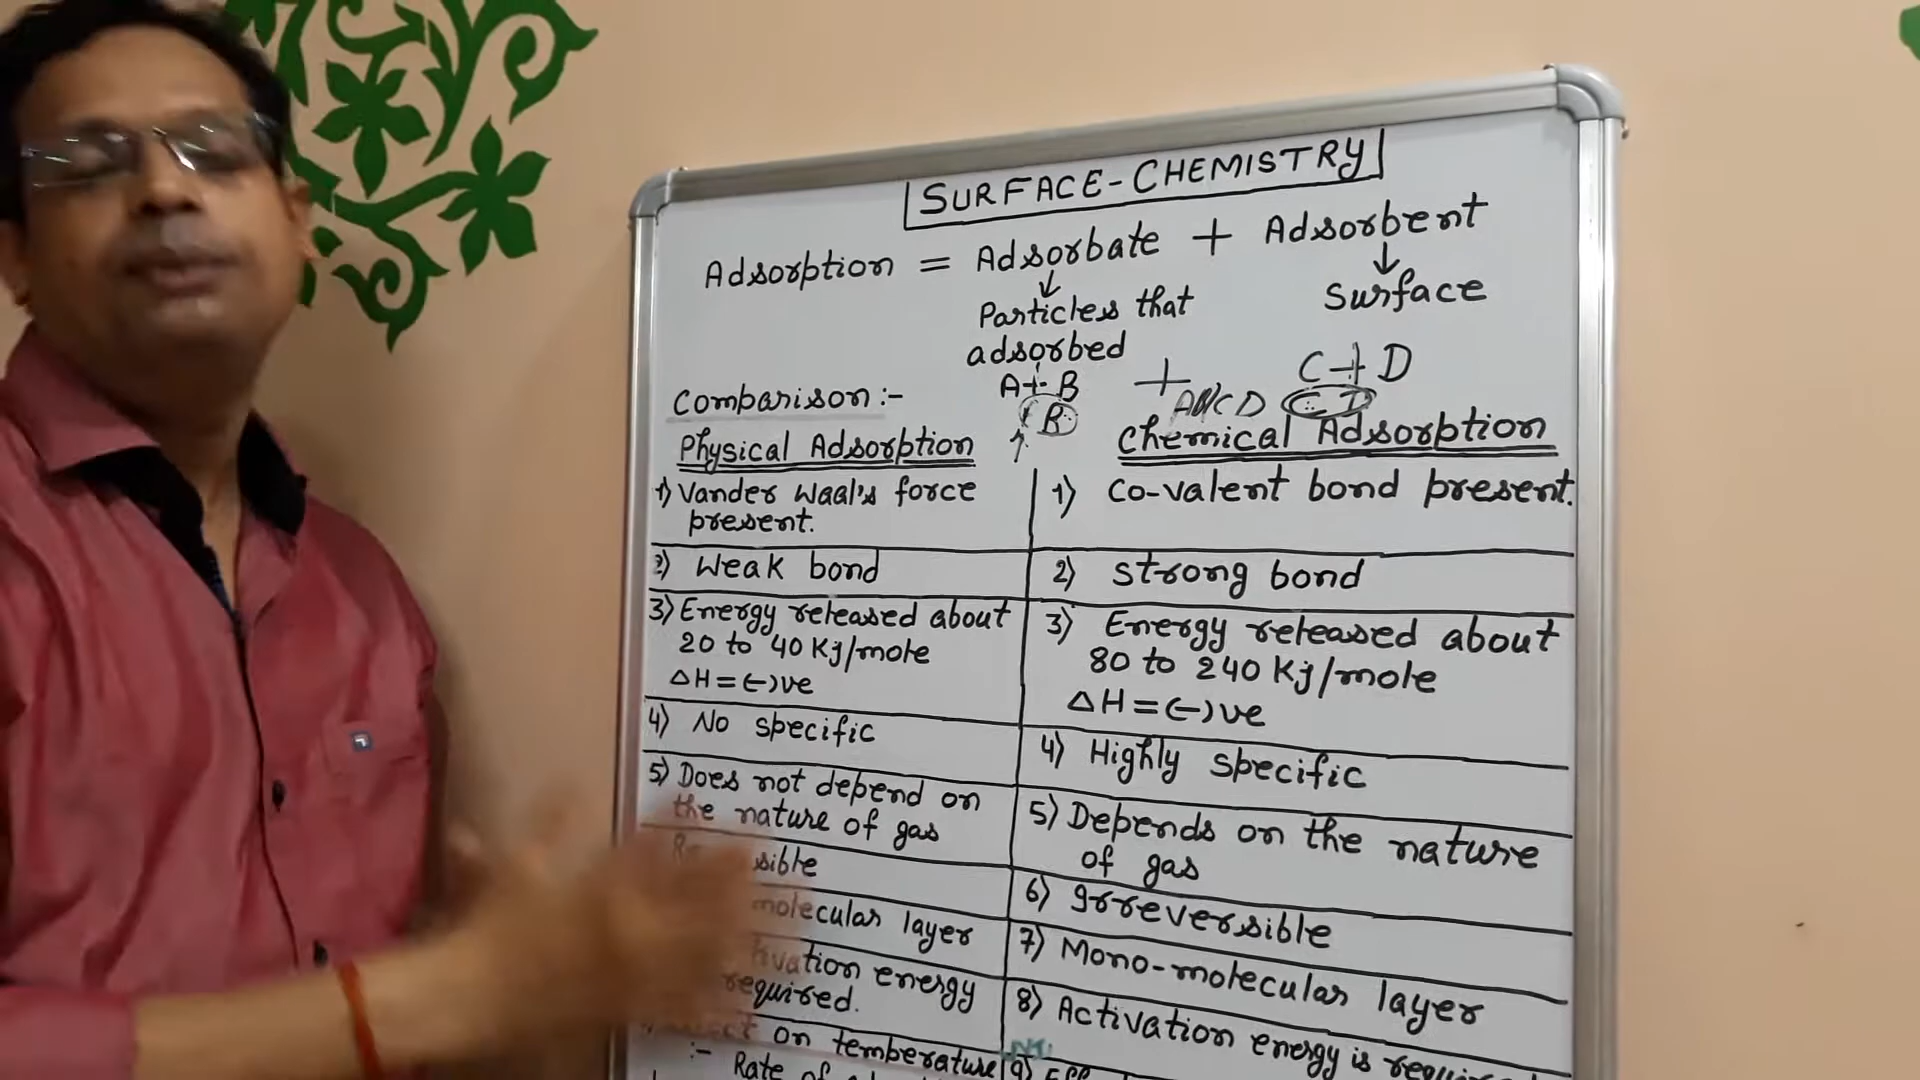 SURFACE-CHEMISTRY
Adsorption = Adsorbate + Adsorbent
↓ ↓
Particles that Surface
adsorbed
A+B + C+D
Comparison:-
Physical Adsorption
1) Vander Waal's force
present.
2) Weak bond
3) Energy released about
20 to 40 Kj/mole
ΔH=(-)ve
4) No specific
5) Does not depend on
the nature of gas
sible
molecular layer
vation energy
required.
on temperature
:- Rate of
Chemical Adsorption
1) Co-valent bond present.
2) Strong bond
3) Energy released about
80 to 240 Kj/mole
ΔH=(-)ve
4) Highly specific
5) Depends on the nature
of gas
6) Irreversible
7) Mono-molecular layer
8) Activation energy is
9)